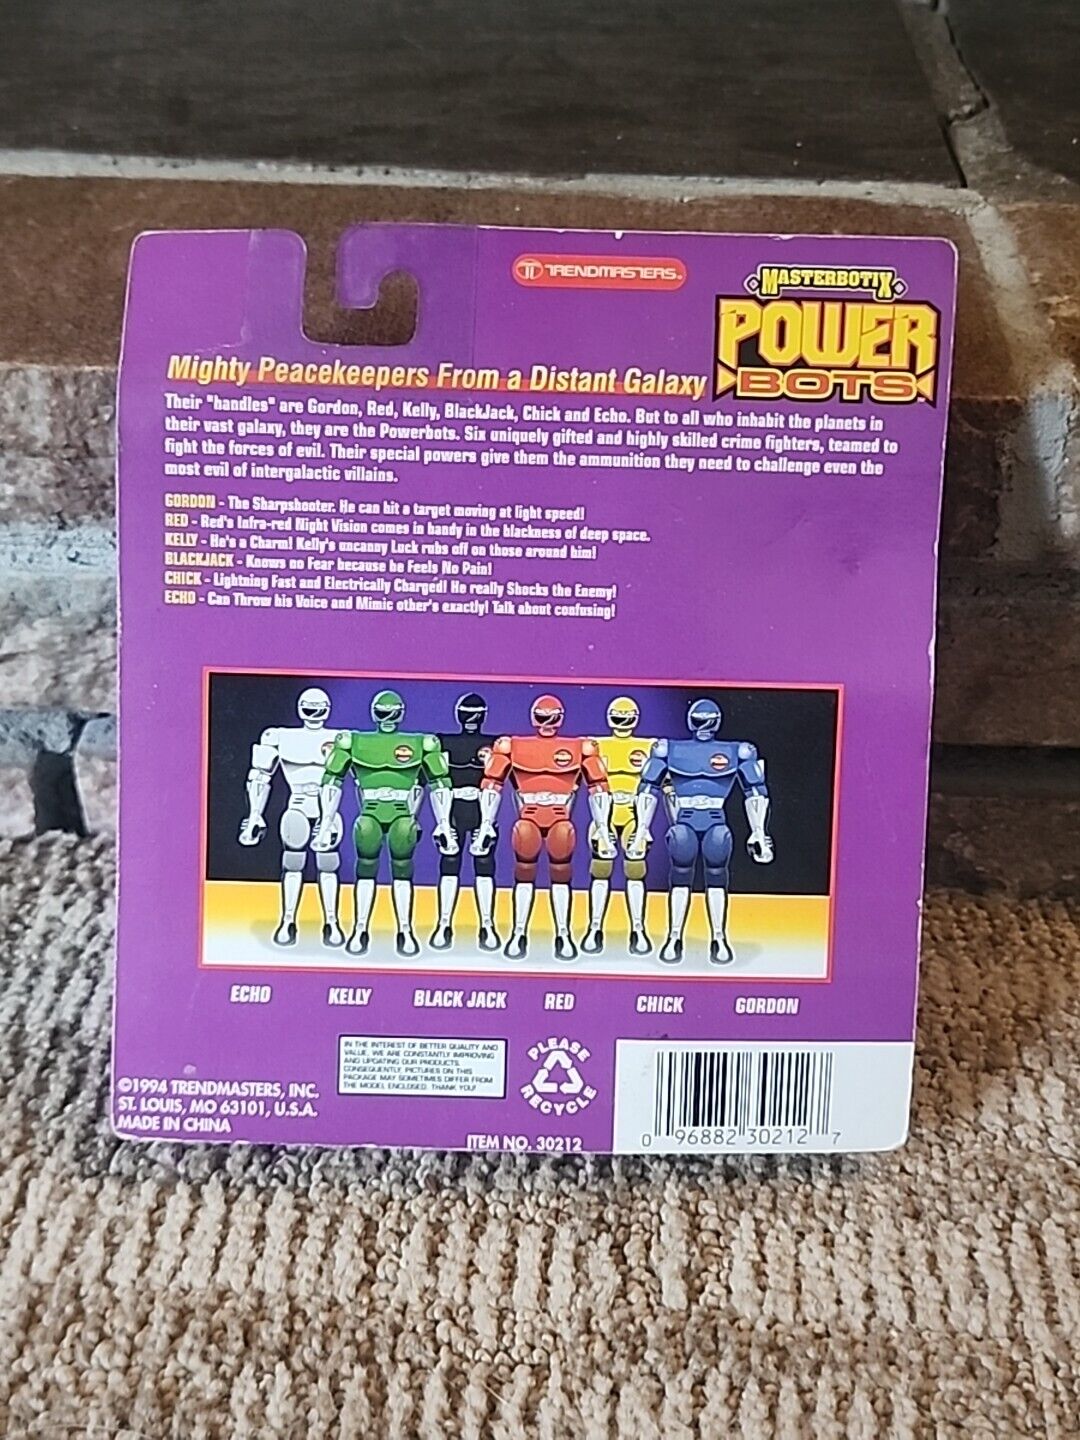 TRENDMASTERS®
MASTERBOTIX
POWER
BOTS™
Mighty Peacekeepers From a Distant Galaxy
Their "handles" are Gordon, Red, Kelly, BlackJack, Chick and Echo. But to all who inhabit the planets in
their vast galaxy, they are the Powerbots. Six uniquely gifted and highly skilled crime fighters, teamed to
fight the forces of evil. Their special powers give them the ammunition they need to challenge even the
most evil of intergalactic villains.
GORDON - The Sharpshooter. He can hit a target moving at light speed!
RED - Red's Infra-red Night Vision comes in handy in the blackness of deep space.
KELLY - He's a Charm! Kelly's uncanny Luck rubs off on those around him!
BLACKJACK - Knows no Fear because he Feels No Pain!
CHICK - Lightning Fast and Electrically Charged! He really Shocks the Enemy!
ECHO - Can Throw his Voice and Mimic other's exactly! Talk about confusing!
ECHO KELLY BLACK JACK RED CHICK GORDON
IN THE INTEREST OF BETTER QUALITY AND
VALUE, WE ARE CONSTANTLY IMPROVING
AND UPDATING OUR PRODUCTS.
CONSEQUENTLY, PICTURES ON THIS
PACKAGE MAY SOMETIMES DIFFER FROM
THE MODEL ENCLOSED. THANK YOU!
PLEASE
RECYCLE
©1994 TRENDMASTERS, INC.
ST. LOUIS, MO 63101, U.S.A.
MADE IN CHINA
ITEM NO. 30212
0 96882 30212 7